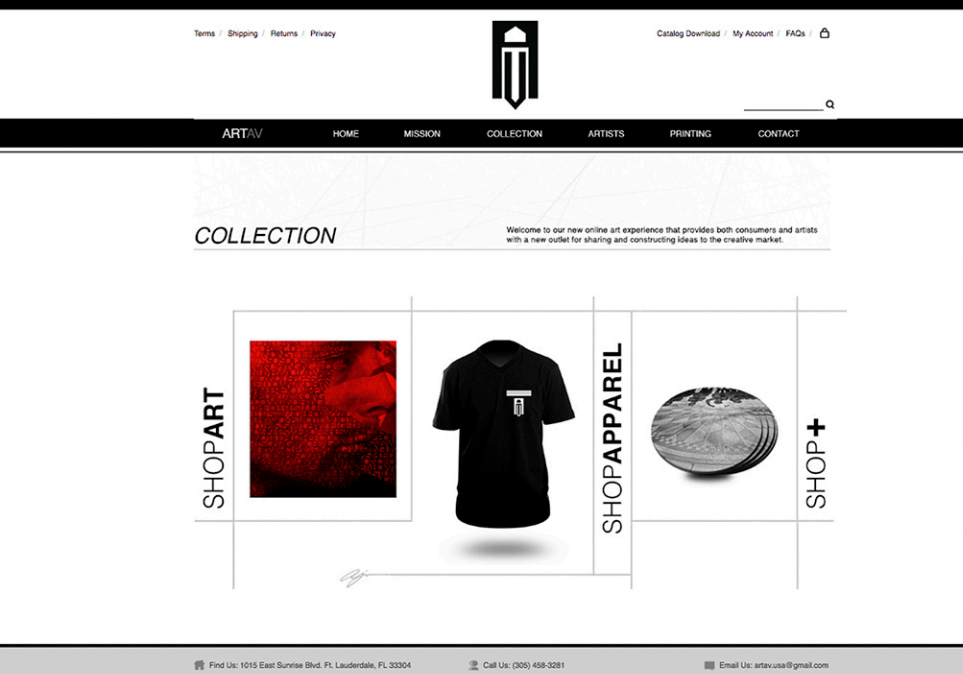 Terms / Shipping / Returns / Privacy
Catalog Download / My Account / FAQs /
ARTAV HOME MISSION COLLECTION ARTISTS PRINTING CONTACT
COLLECTION
Welcome to our new online art experience that provides both consumers and artists
with a new outlet for sharing and constructing ideas to the creative market.
SHOPART
SHOPAPPAREL
SHOP+
Find Us: 1015 East Sunrise Blvd. Ft. Lauderdale, FL 33304
Call Us: (305) 458-3281
Email Us: artav.usa@gmail.com